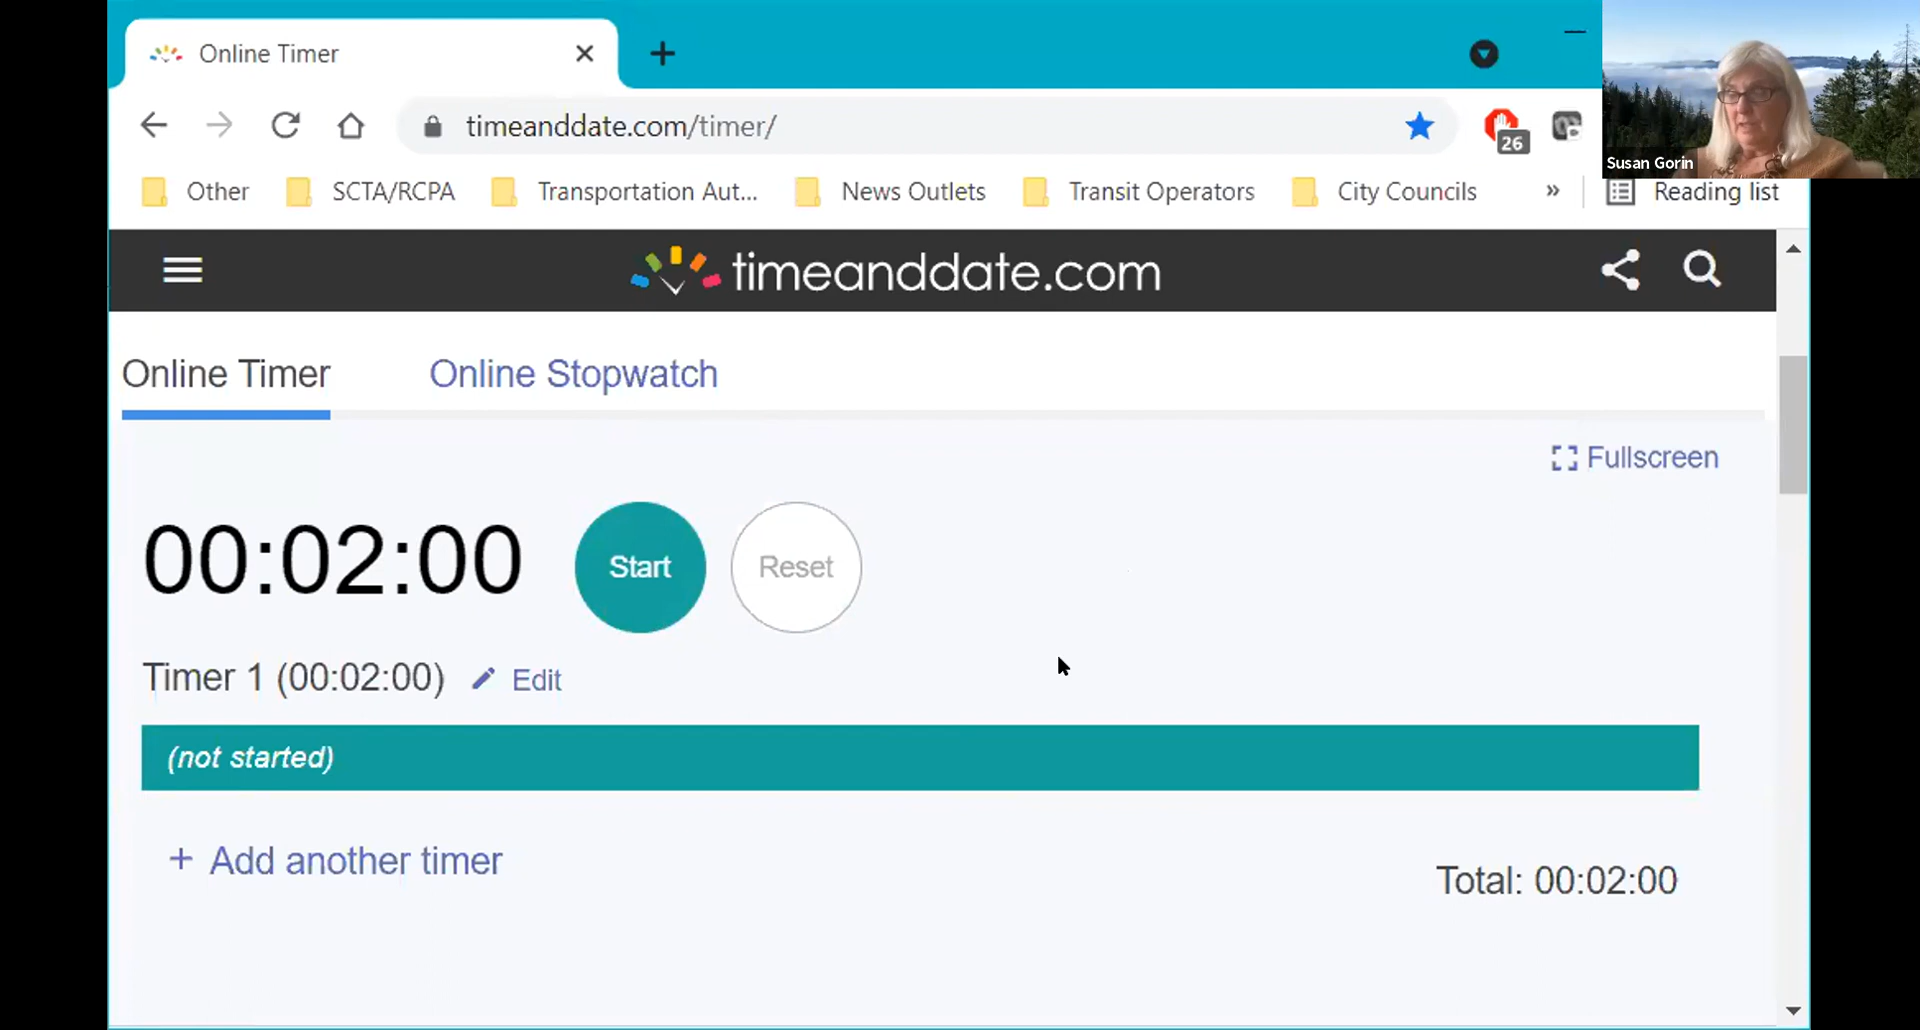 Online Timer
timeanddate.com/timer/
26
Susan Gorin
Other SCTA/RCPA Transportation Aut... News Outlets Transit Operators City Councils » Reading list
timeanddate.com
Online Timer Online Stopwatch
Fullscreen
00:02:00 Start Reset
Timer 1 (00:02:00) Edit
(not started)
+ Add another timer
Total: 00:02:00